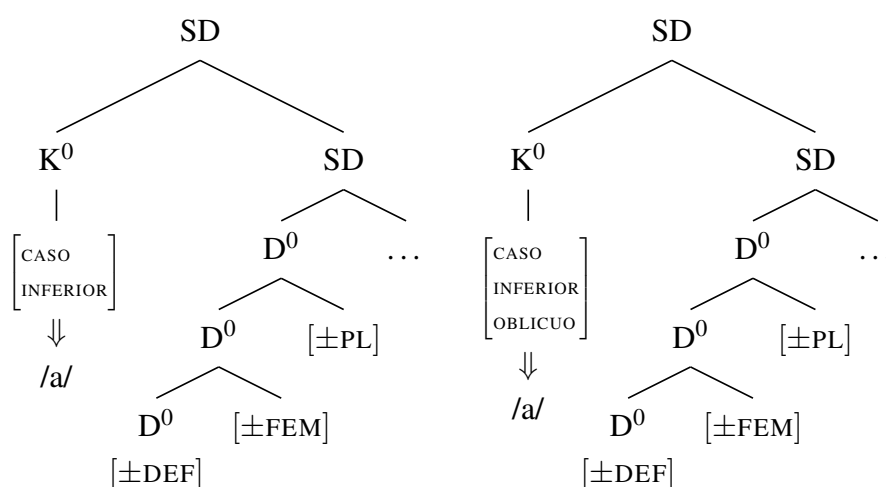 SD SD
K⁰ SD K⁰ SD
[CASO INFERIOR] D⁰ ... [CASO INFERIOR OBLICUO] D⁰ ..
⇓ D⁰ [±PL] ⇓ D⁰ [±PL]
/a/ /a/
D⁰ [±FEM] D⁰ [±FEM]
[±DEF] [±DEF]